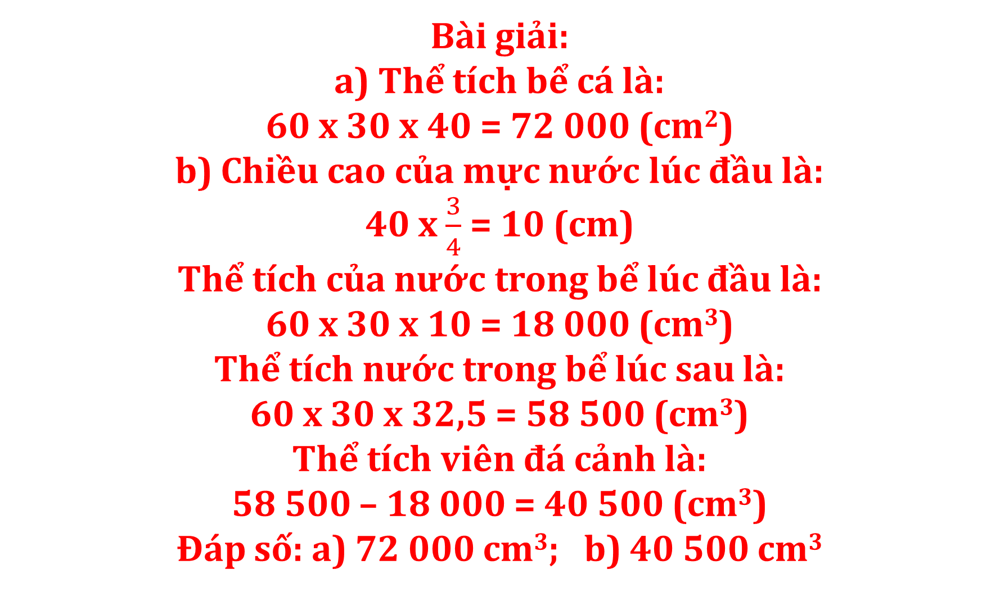 Bài giải:
a) Thể tích bể cá là:
60 x 30 x 40 = 72 000 (cm²)
b) Chiều cao của mực nước lúc đầu là:
40 x 3/4 = 10 (cm)
Thể tích của nước trong bể lúc đầu là:
60 x 30 x 10 = 18 000 (cm³)
Thể tích nước trong bể lúc sau là:
60 x 30 x 32,5 = 58 500 (cm³)
Thể tích viên đá cảnh là:
58 500 – 18 000 = 40 500 (cm³)
Đáp số: a) 72 000 cm³; b) 40 500 cm³